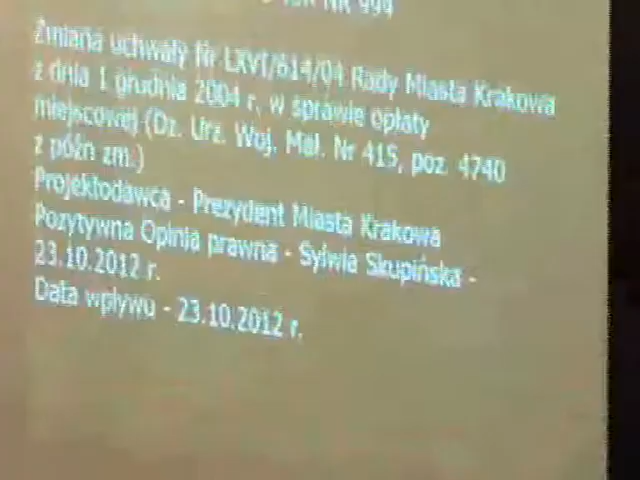 NR 994
Zmiana uchwały Nr LXVI/614/04 Rady Miasta Krakowa
z dnia 1 grudnia 2004 r. w sprawie opłaty
miejscowej (Dz. Urz. Woj. Mał. Nr 415, poz. 4740
z późn zm.)
Projektodawca - Prezydent Miasta Krakowa
Pozytywna Opinia prawna - Sylwia Skupińska -
23.10.2012 r.
Data wpływu - 23.10.2012 r.